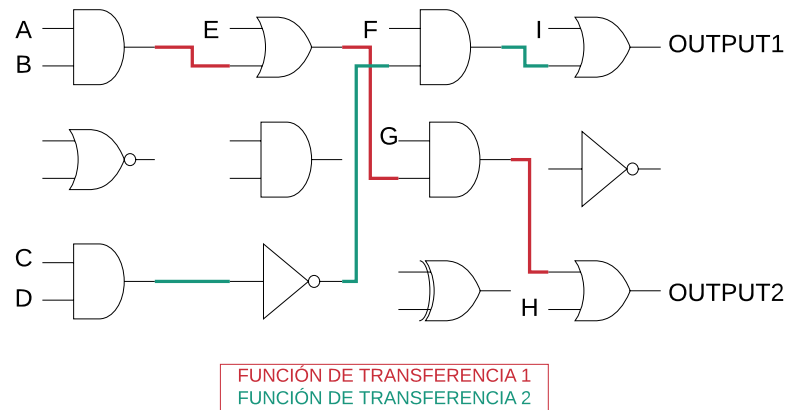 A
E
F
I
OUTPUT1
B
G
C
D
H
OUTPUT2
FUNCIÓN DE TRANSFERENCIA 1
FUNCIÓN DE TRANSFERENCIA 2